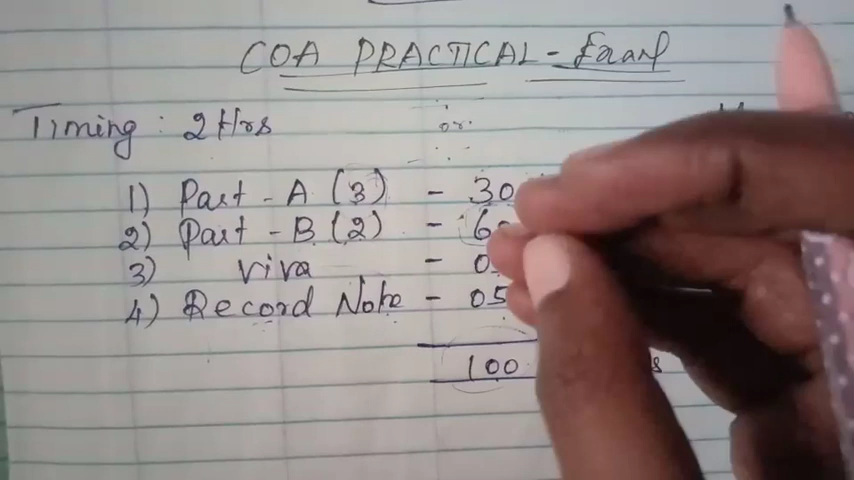 COA PRACTICAL - Exam
Timing : 2 Hrs
or
1) Part - A (3) - 30
2) Part - B (2) - 60
3) viva - 0
4) Record Note - 05
100